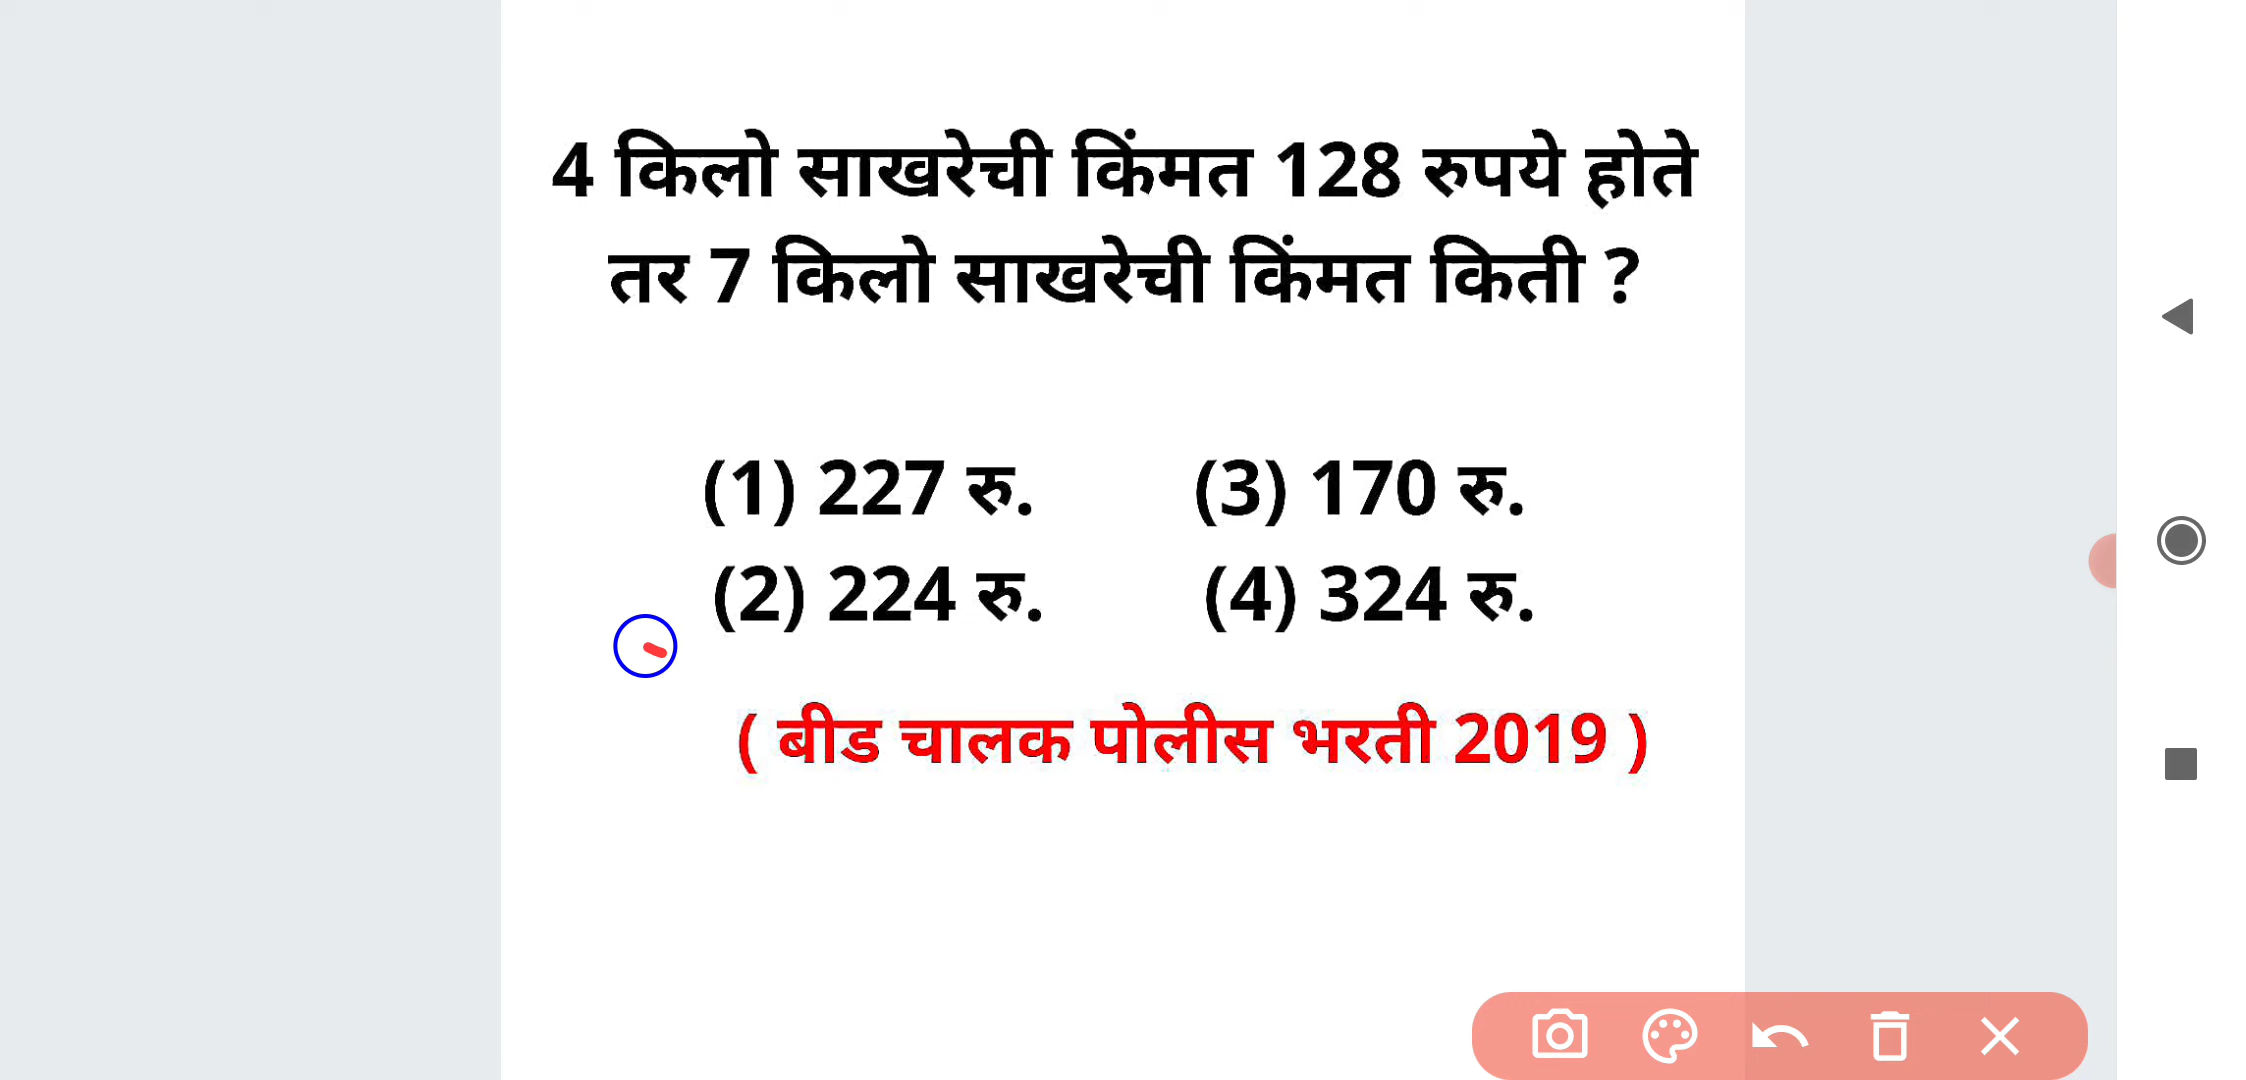 4 किलो साखरेची किंमत 128 रुपये होते
तर 7 किलो साखरेची किंमत किती ?
(1) 227 रु. (3) 170 रु.
(2) 224 रु. (4) 324 रु.
( बीड चालक पोलीस भरती 2019 )